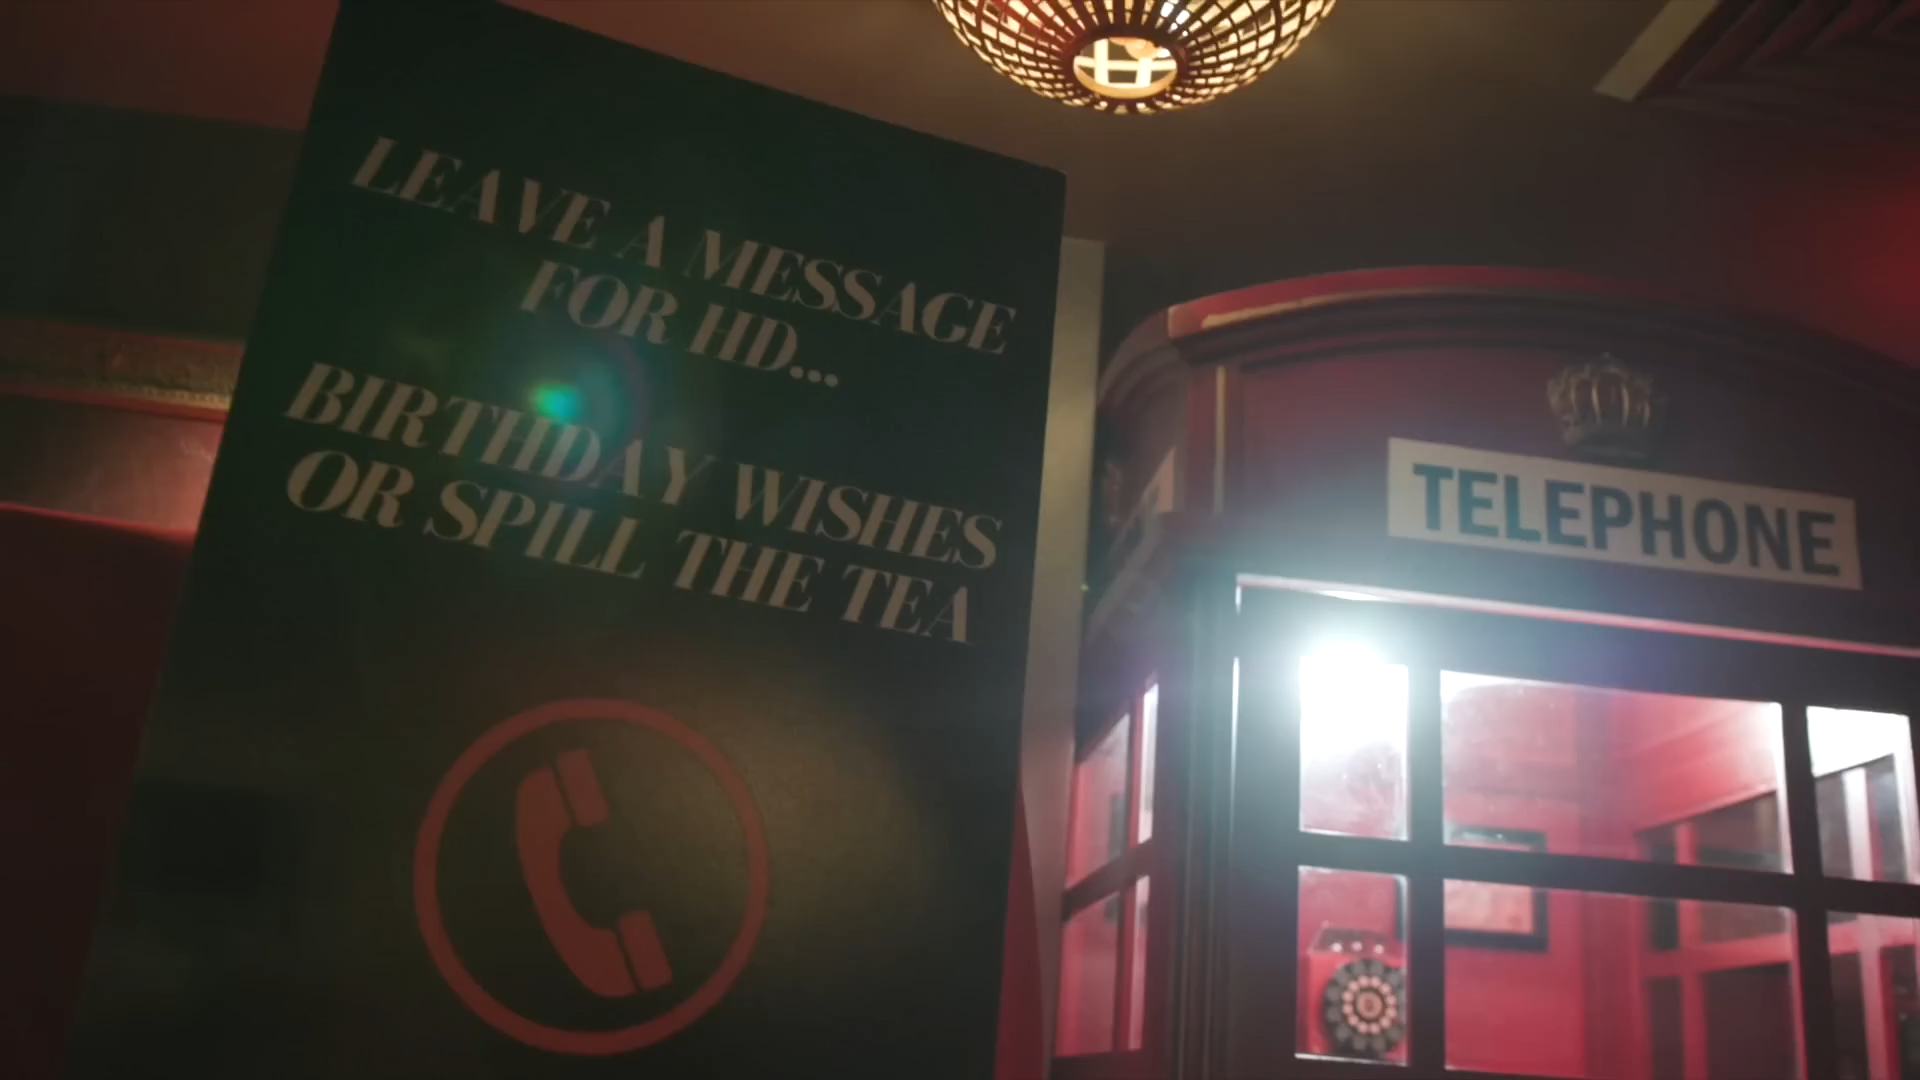 LEAVE A MESSAGE
FOR HD...
BIRTHDAY WISHES
OR SPILL THE TEA
TELEPHONE